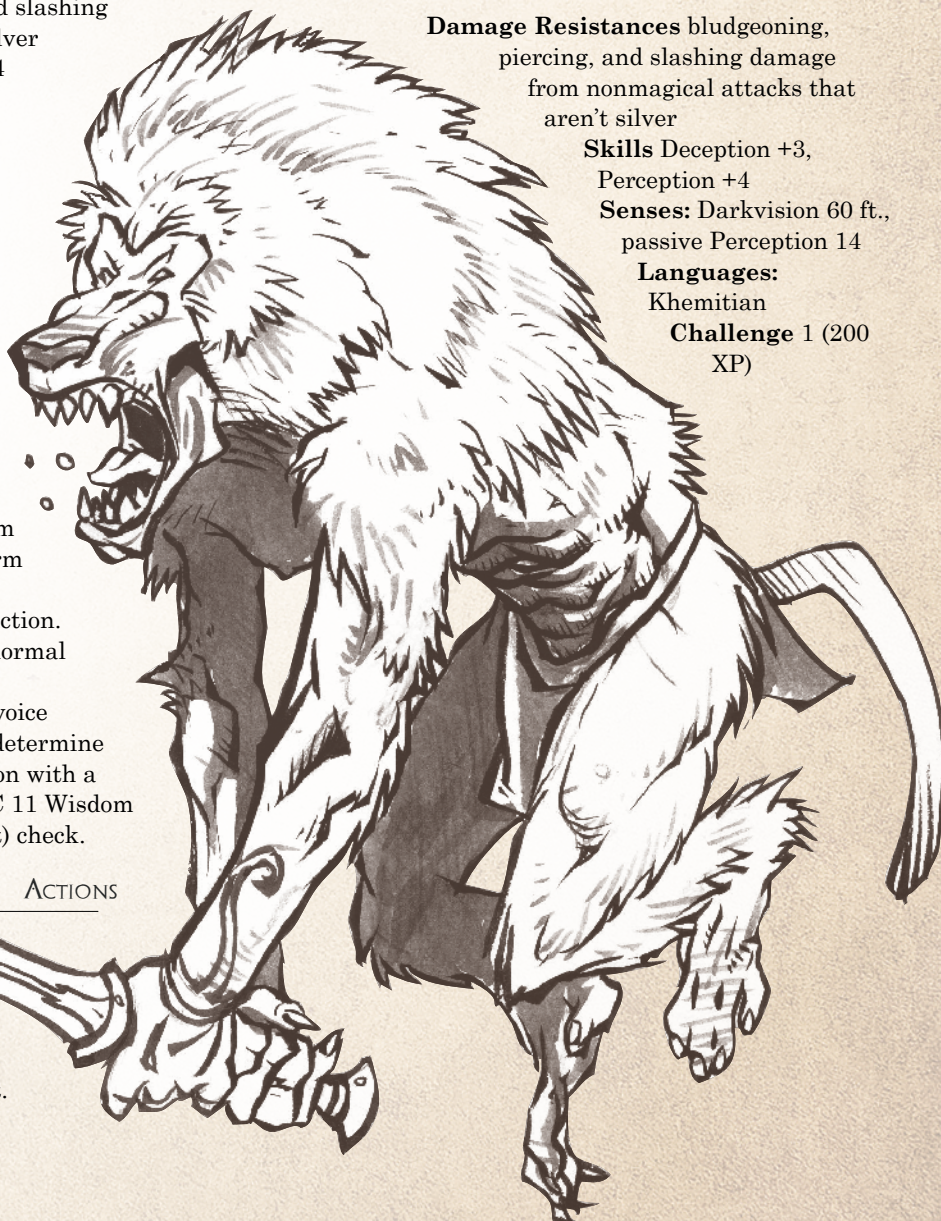 d slashing
lver
4
m
rm
ction.
ormal
voice
determine
on with a
C 11 Wisdom
) check.
Actions
Damage Resistances bludgeoning,
piercing, and slashing damage
from nonmagical attacks that
aren't silver
Skills Deception +3,
Perception +4
Senses: Darkvision 60 ft.,
passive Perception 14
Languages:
Khemitian
Challenge 1 (200
XP)